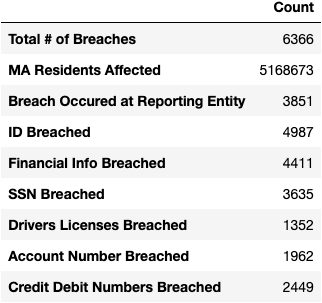 Count
Total # of Breaches 6366
MA Residents Affected 5168673
Breach Occured at Reporting Entity 3851
ID Breached 4987
Financial Info Breached 4411
SSN Breached 3635
Drivers Licenses Breached 1352
Account Number Breached 1962
Credit Debit Numbers Breached 2449